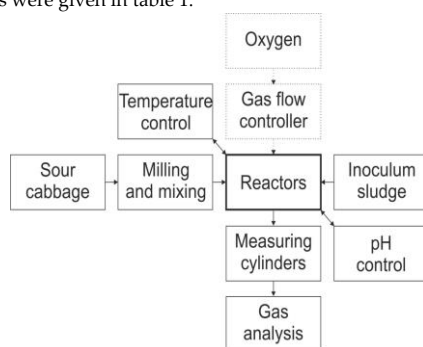 s were given in table 1.
Oxygen
Temperature
control
Gas flow
controller
Sour
cabbage
Milling
and mixing
Reactors
Inoculum
sludge
Measuring
cylinders
pH
control
Gas
analysis